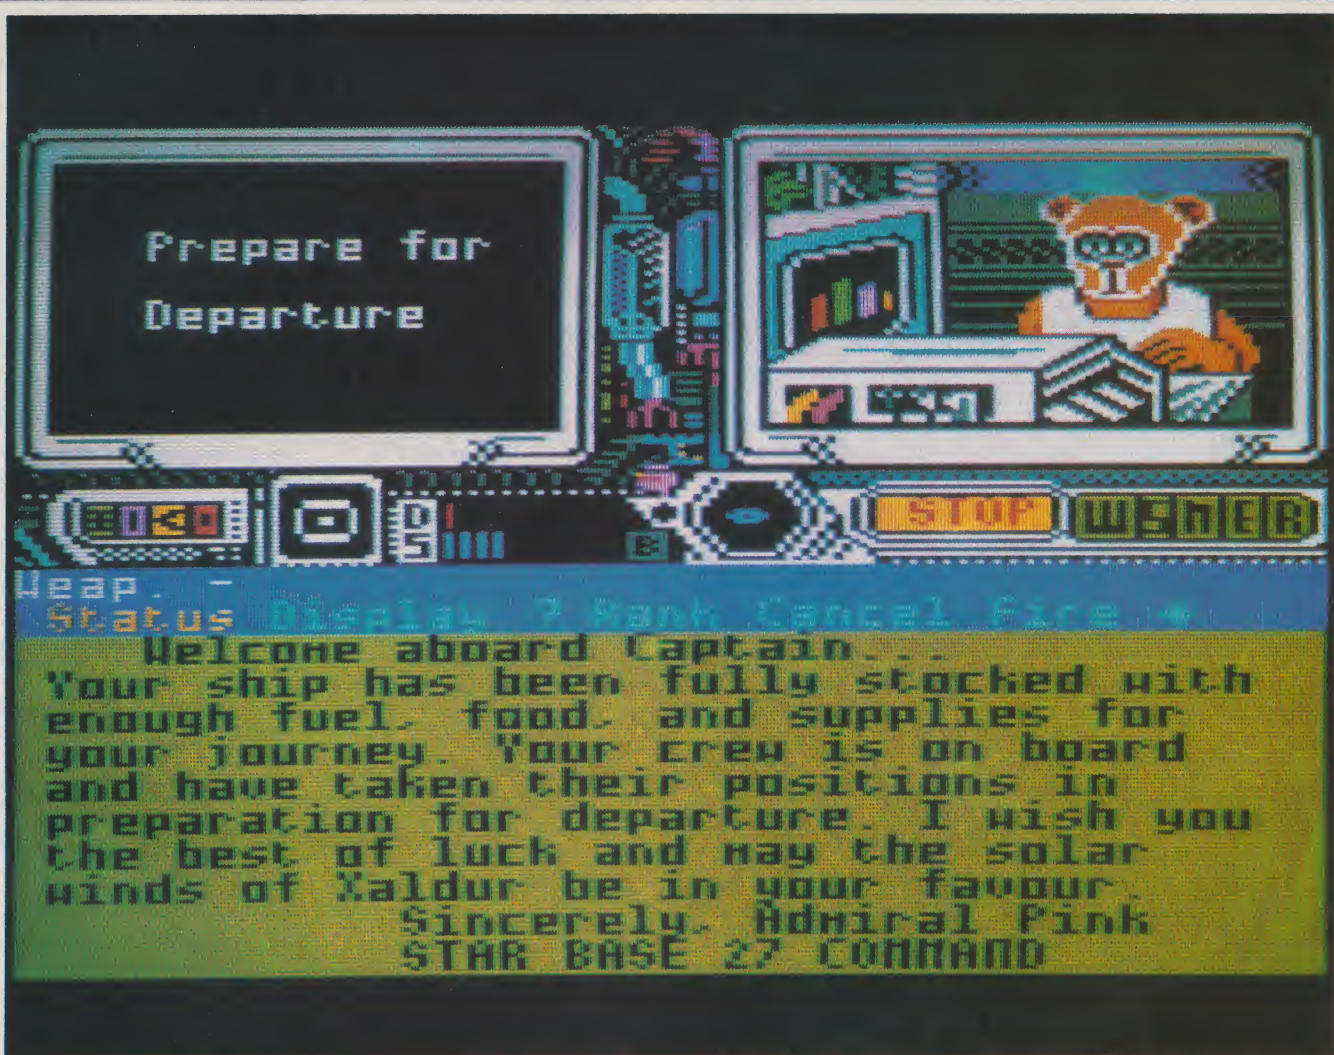 Prepare for
Departure
D
S
B
STOP
WSMER
Weap. -
Status Display ? Rank Cancel Fire
Welcome aboard Captain...
Your ship has been fully stocked with
enough fuel, food, and supplies for
your journey. Your crew is on board
and have taken their positions in
preparation for departure. I wish you
the best of luck and may the solar
winds of Xaldur be in your favour.
Sincerely, Admiral Pink
STAR BASE 27 COMMAND